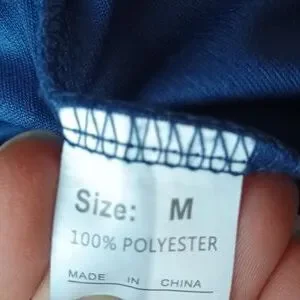 Size: M
100% POLYESTER
MADE IN CHINA